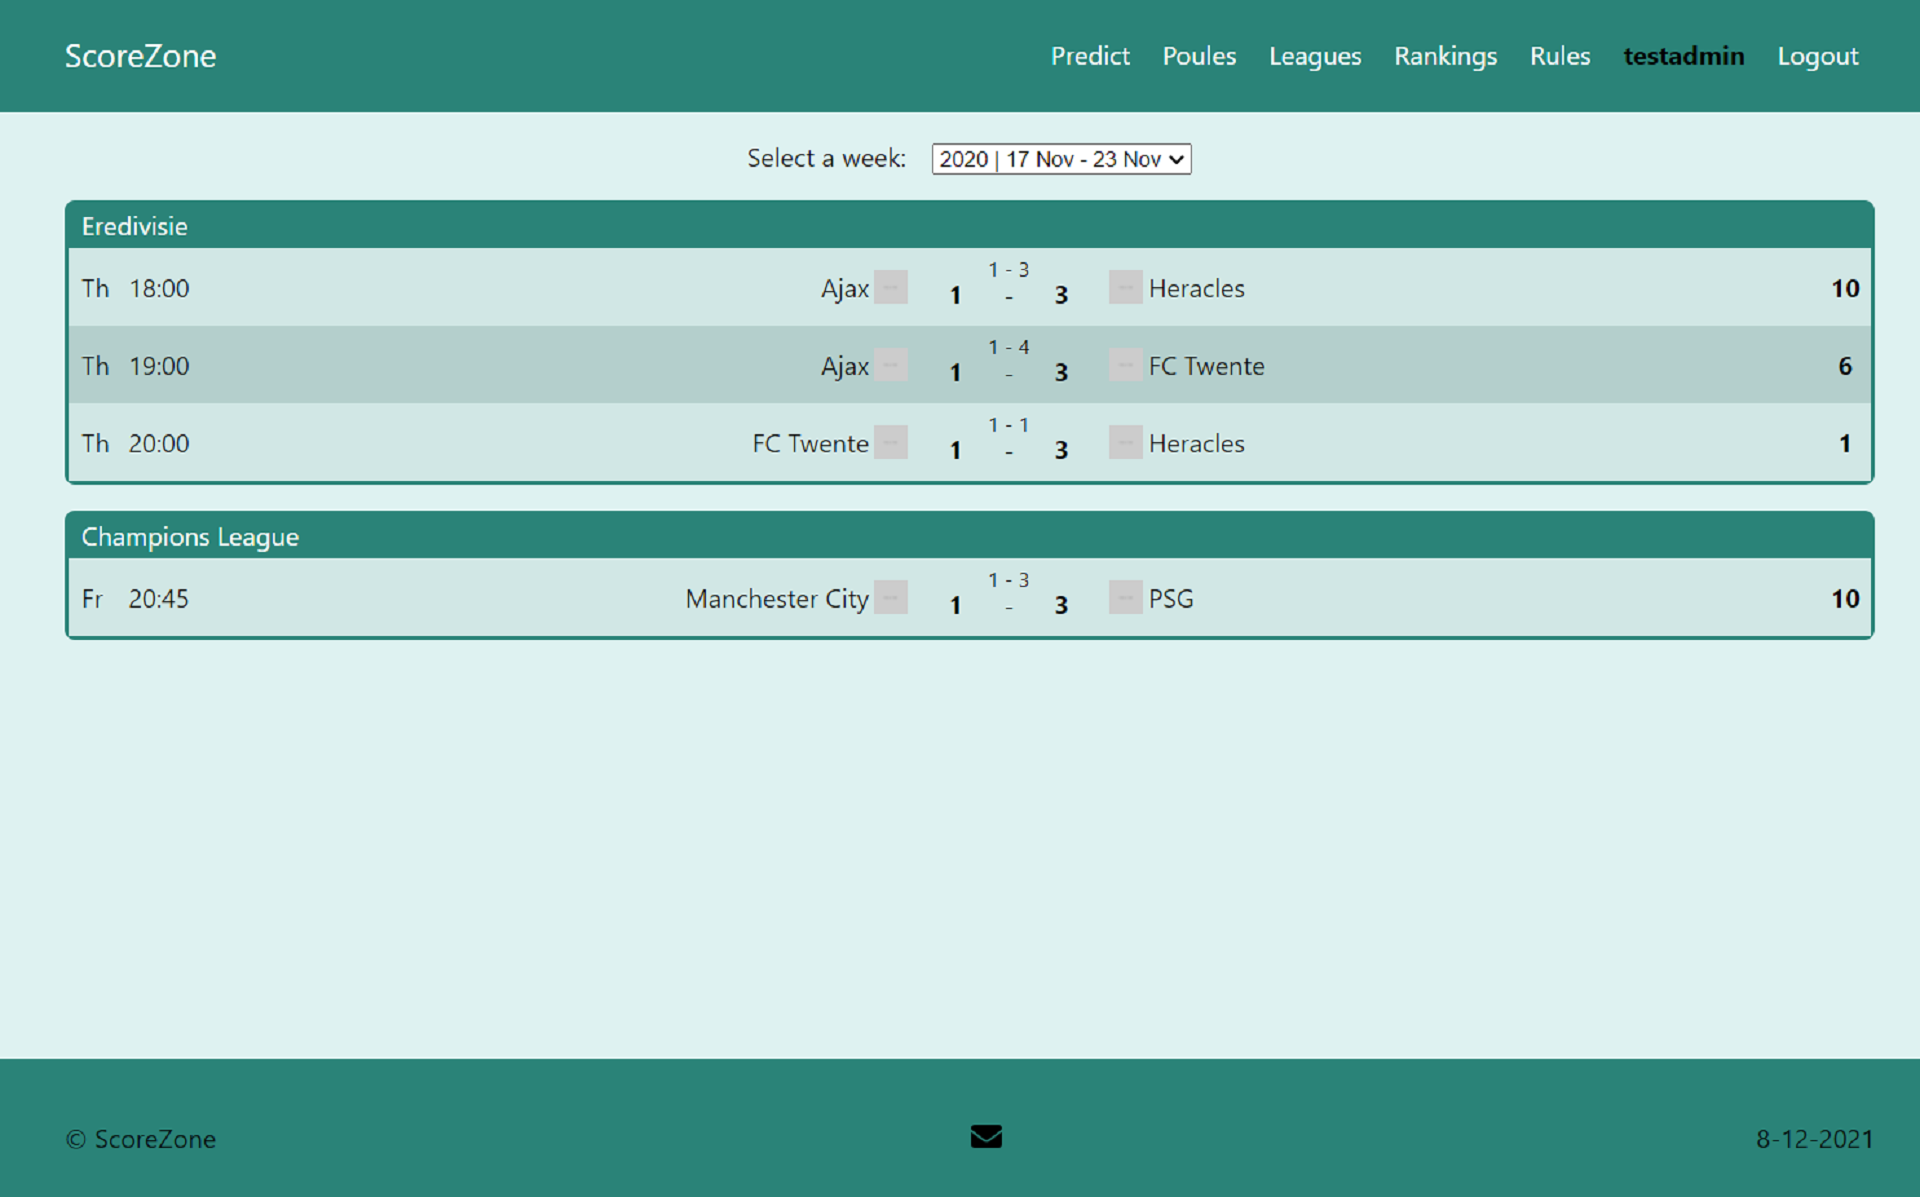 ScoreZone Predict Poules Leagues Rankings Rules testadmin Logout
Select a week: 2020 | 17 Nov - 23 Nov
Eredivisie
1 - 3
Th 18:00 Ajax 1 - 3 Heracles 10
1 - 4
Th 19:00 Ajax 1 - 3 FC Twente 6
1 - 1
Th 20:00 FC Twente 1 - 3 Heracles 1
Champions League
1 - 3
Fr 20:45 Manchester City 1 - 3 PSG 10
© ScoreZone 8-12-2021